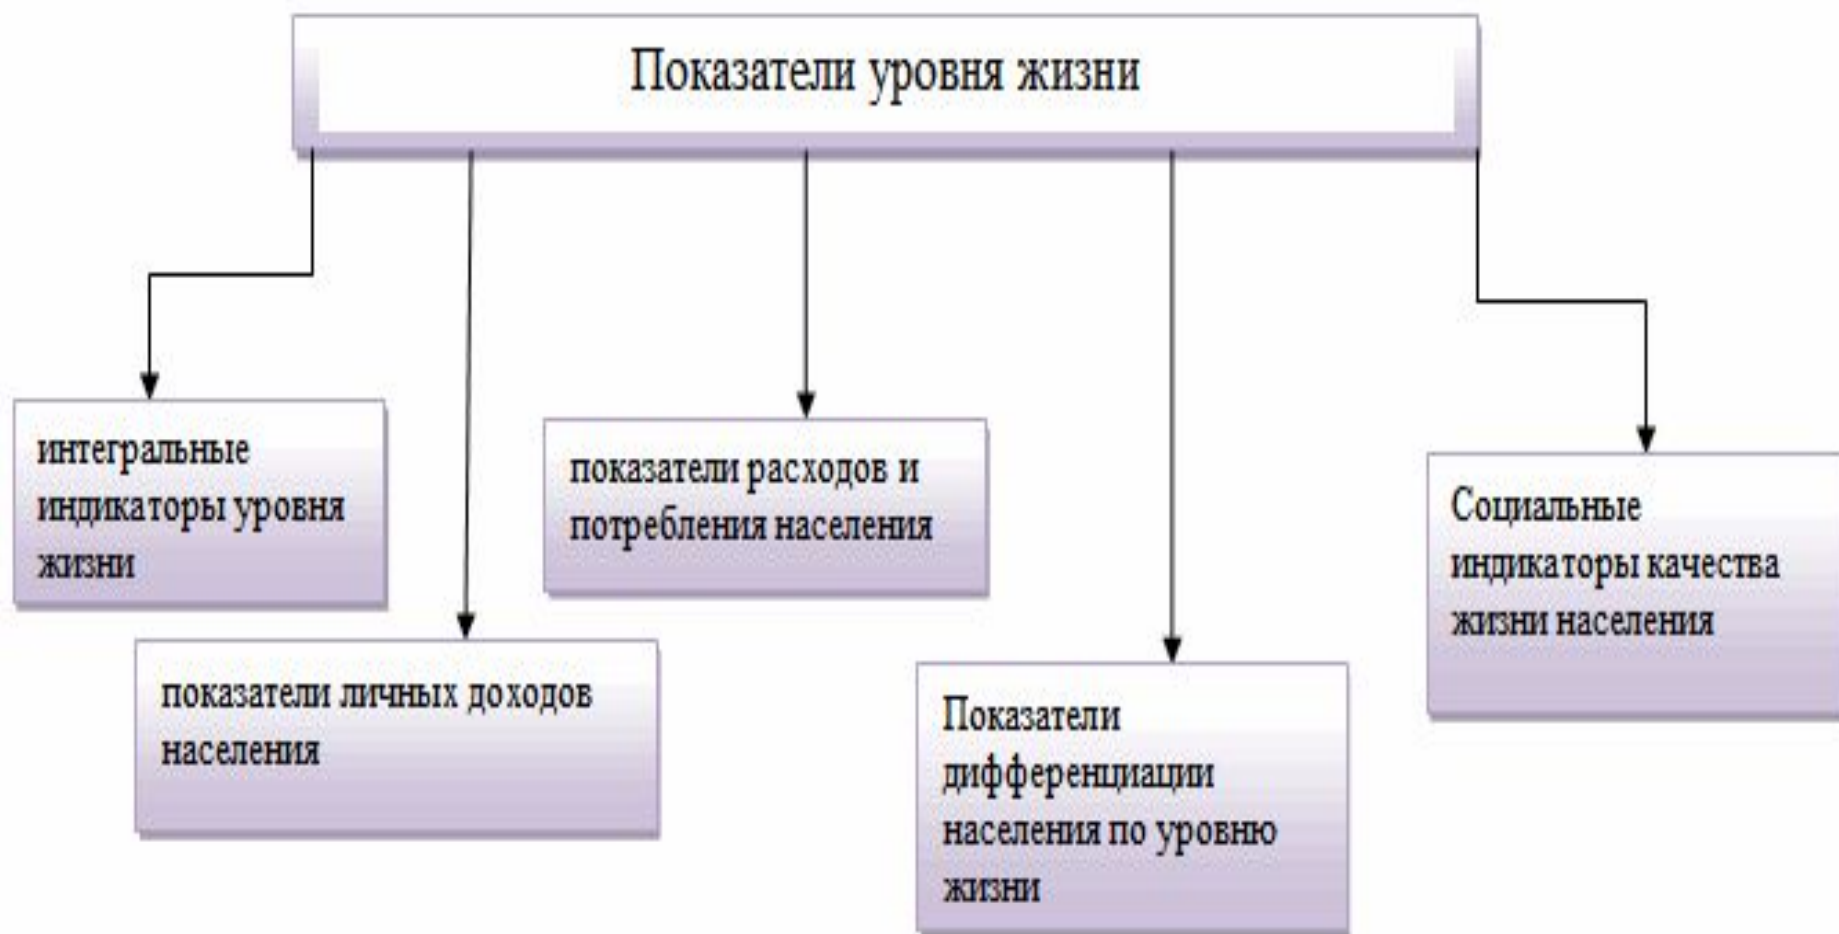 Показатели уровня жизни
интегральные
индикаторы уровня
жизни
показатели личных доходов
населения
показатели расходов и
потребления населения
Показатели
дифференциации
населения по уровню
жизни
Социальные
индикаторы качества
жизни населения